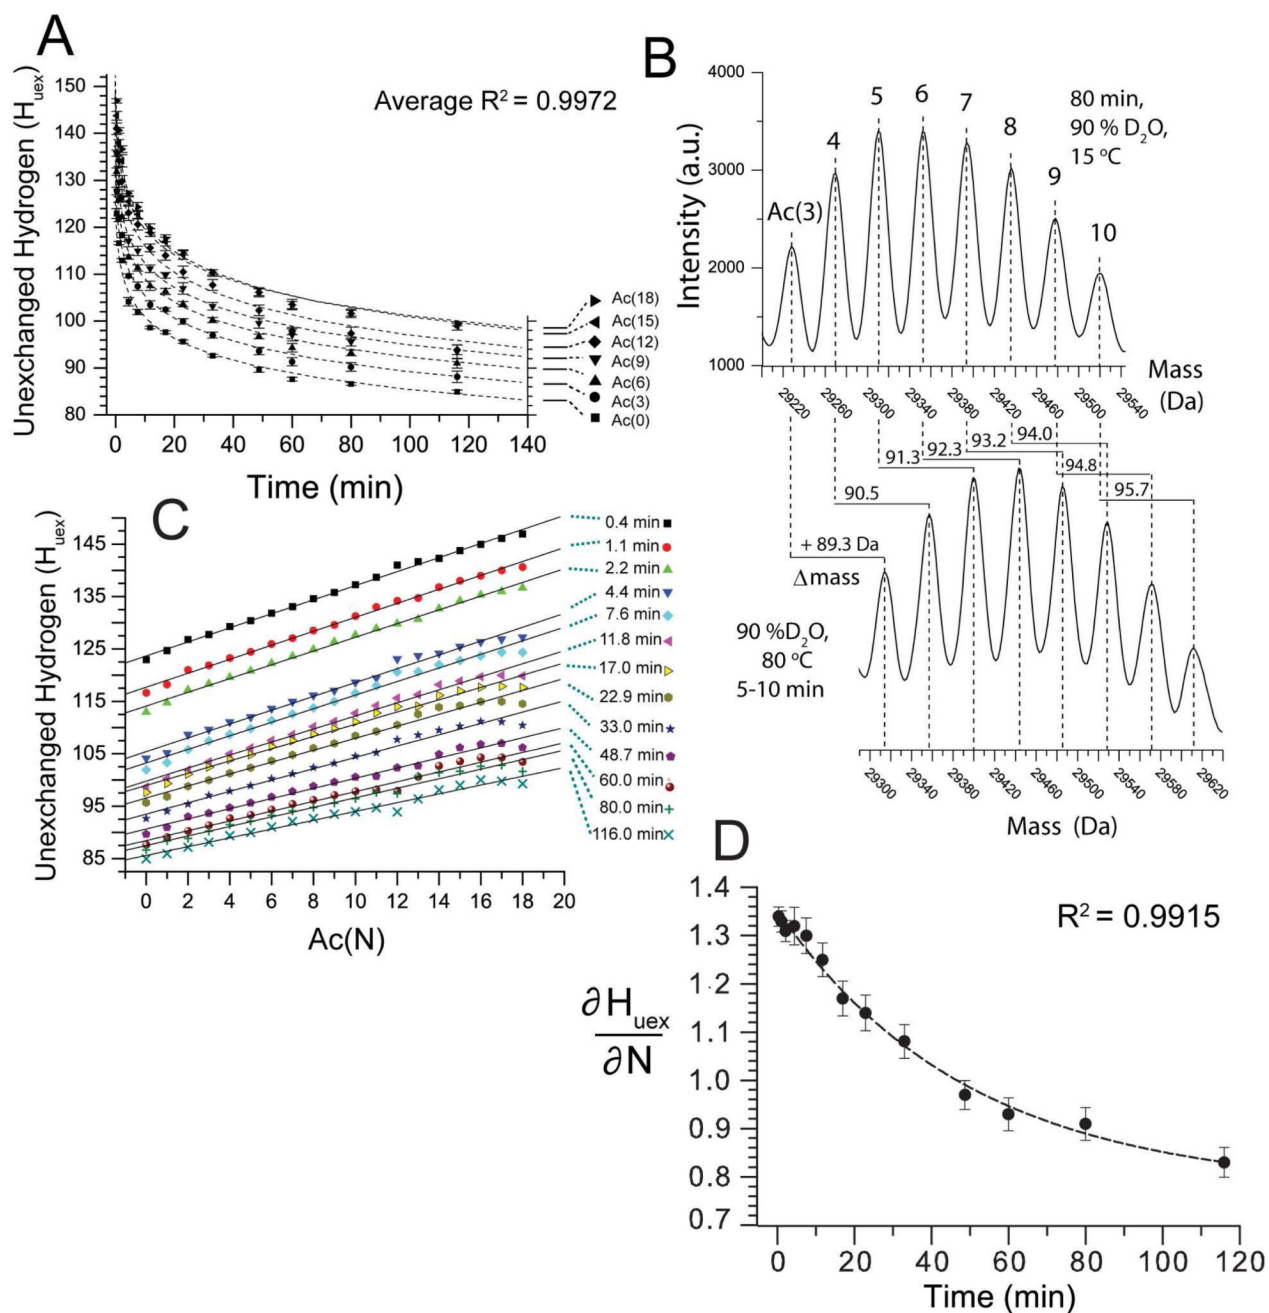 A
Unexchanged Hydrogen (Huex)
150
140
130
120
110
100
90
80
Average R² = 0.9972
Ac(18)
Ac(15)
Ac(12)
Ac(9)
Ac(6)
Ac(3)
Ac(0)
0 20 40 60 80 100 120 140
Time (min)
B
Intensity (a.u.)
4000
3000
2000
1000
Ac(3) 4 5 6 7 8 9 10
80 min,
90 % D₂O,
15 °C
29220 29260 29300 29340 29380 29420 29460 29500 29540
Mass
(Da)
+ 89.3 Da
Δmass
90.5
91.3
92.3
93.2
94.0
94.8
95.7
90 %D₂O,
80 °C
5-10 min
29300 29340 29380 29420 29460 29500 29540 29580 29620
Mass (Da)
C
Unexchanged Hydrogen (Huex)
145
135
125
115
105
95
85
0.4 min
1.1 min
2.2 min
4.4 min
7.6 min
11.8 min
17.0 min
22.9 min
33.0 min
48.7 min
60.0 min
80.0 min
116.0 min
0 2 4 6 8 10 12 14 16 18 20
Ac(N)
D
∂Huex
∂N
1.4
1.3
1.2
1.1
1.0
0.9
0.8
0.7
R² = 0.9915
0 20 40 60 80 100 120
Time (min)